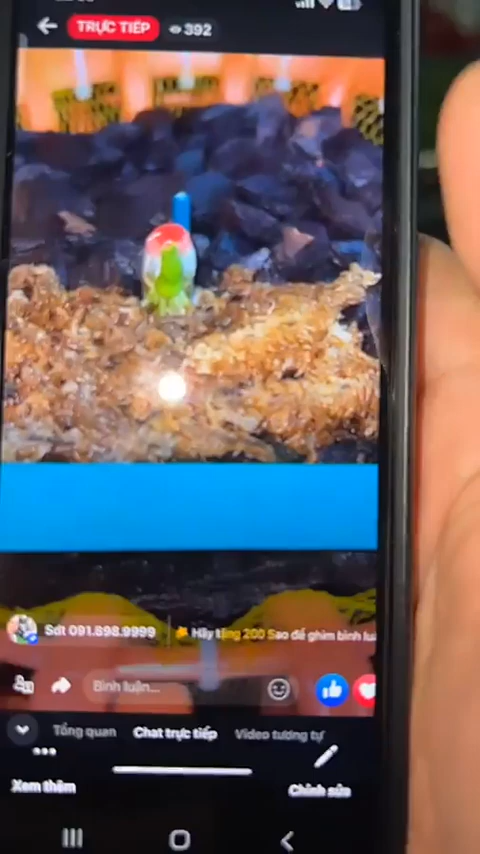 TRỰC TIẾP 392
Sdt 091.898.9999 Hãy tặng 200 Sao để ghim bình luậ
Bình luận...
Tổng quan Chat trực tiếp Video tương tự
Xem thêm Chỉnh sửa